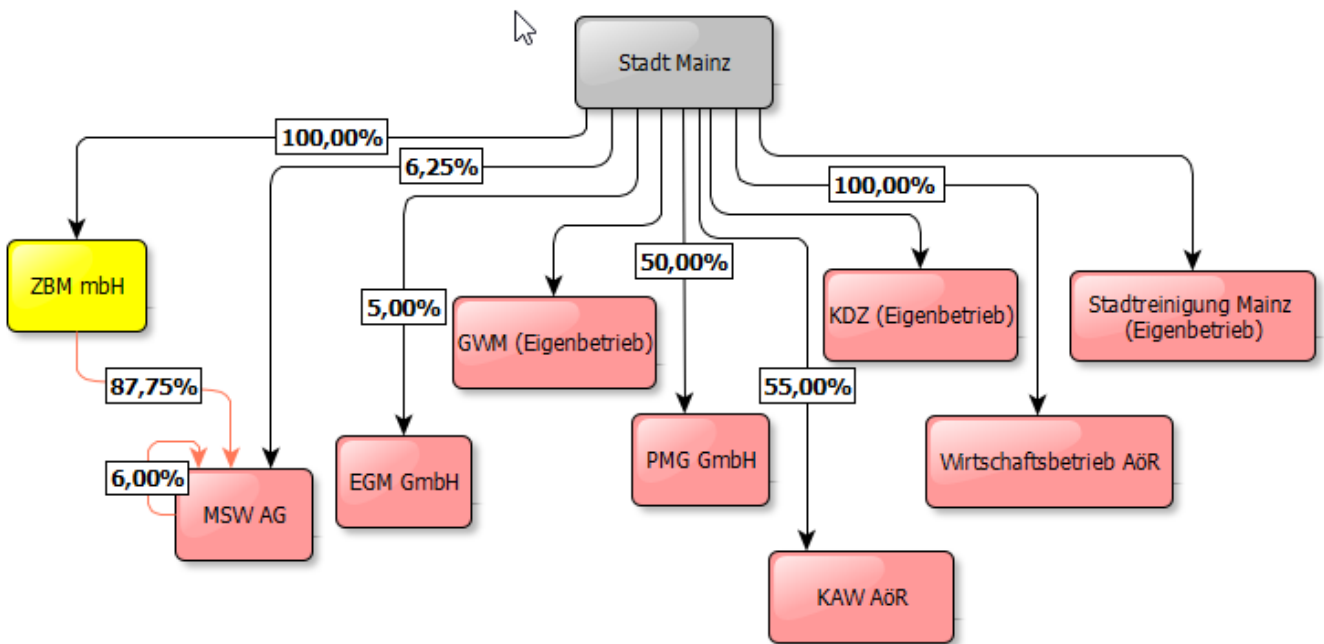 Stadt Mainz
100,00%
6,25%
100,00%
ZBM mbH
50,00%
5,00%
GWM (Eigenbetrieb)
KDZ (Eigenbetrieb)
Stadtreinigung Mainz
(Eigenbetrieb)
87,75%
55,00%
6,00%
MSW AG
EGM GmbH
PMG GmbH
Wirtschaftsbetrieb AöR
KAW AöR